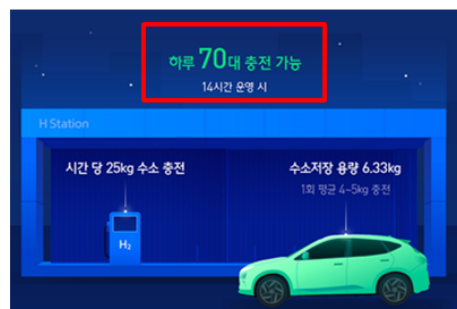 하루 70대 충전 가능
14시간 운영 시
H Station
시간 당 25kg 수소 충전
수소저장 용량 6.33kg
1회 평균 4~5kg 충전
H₂